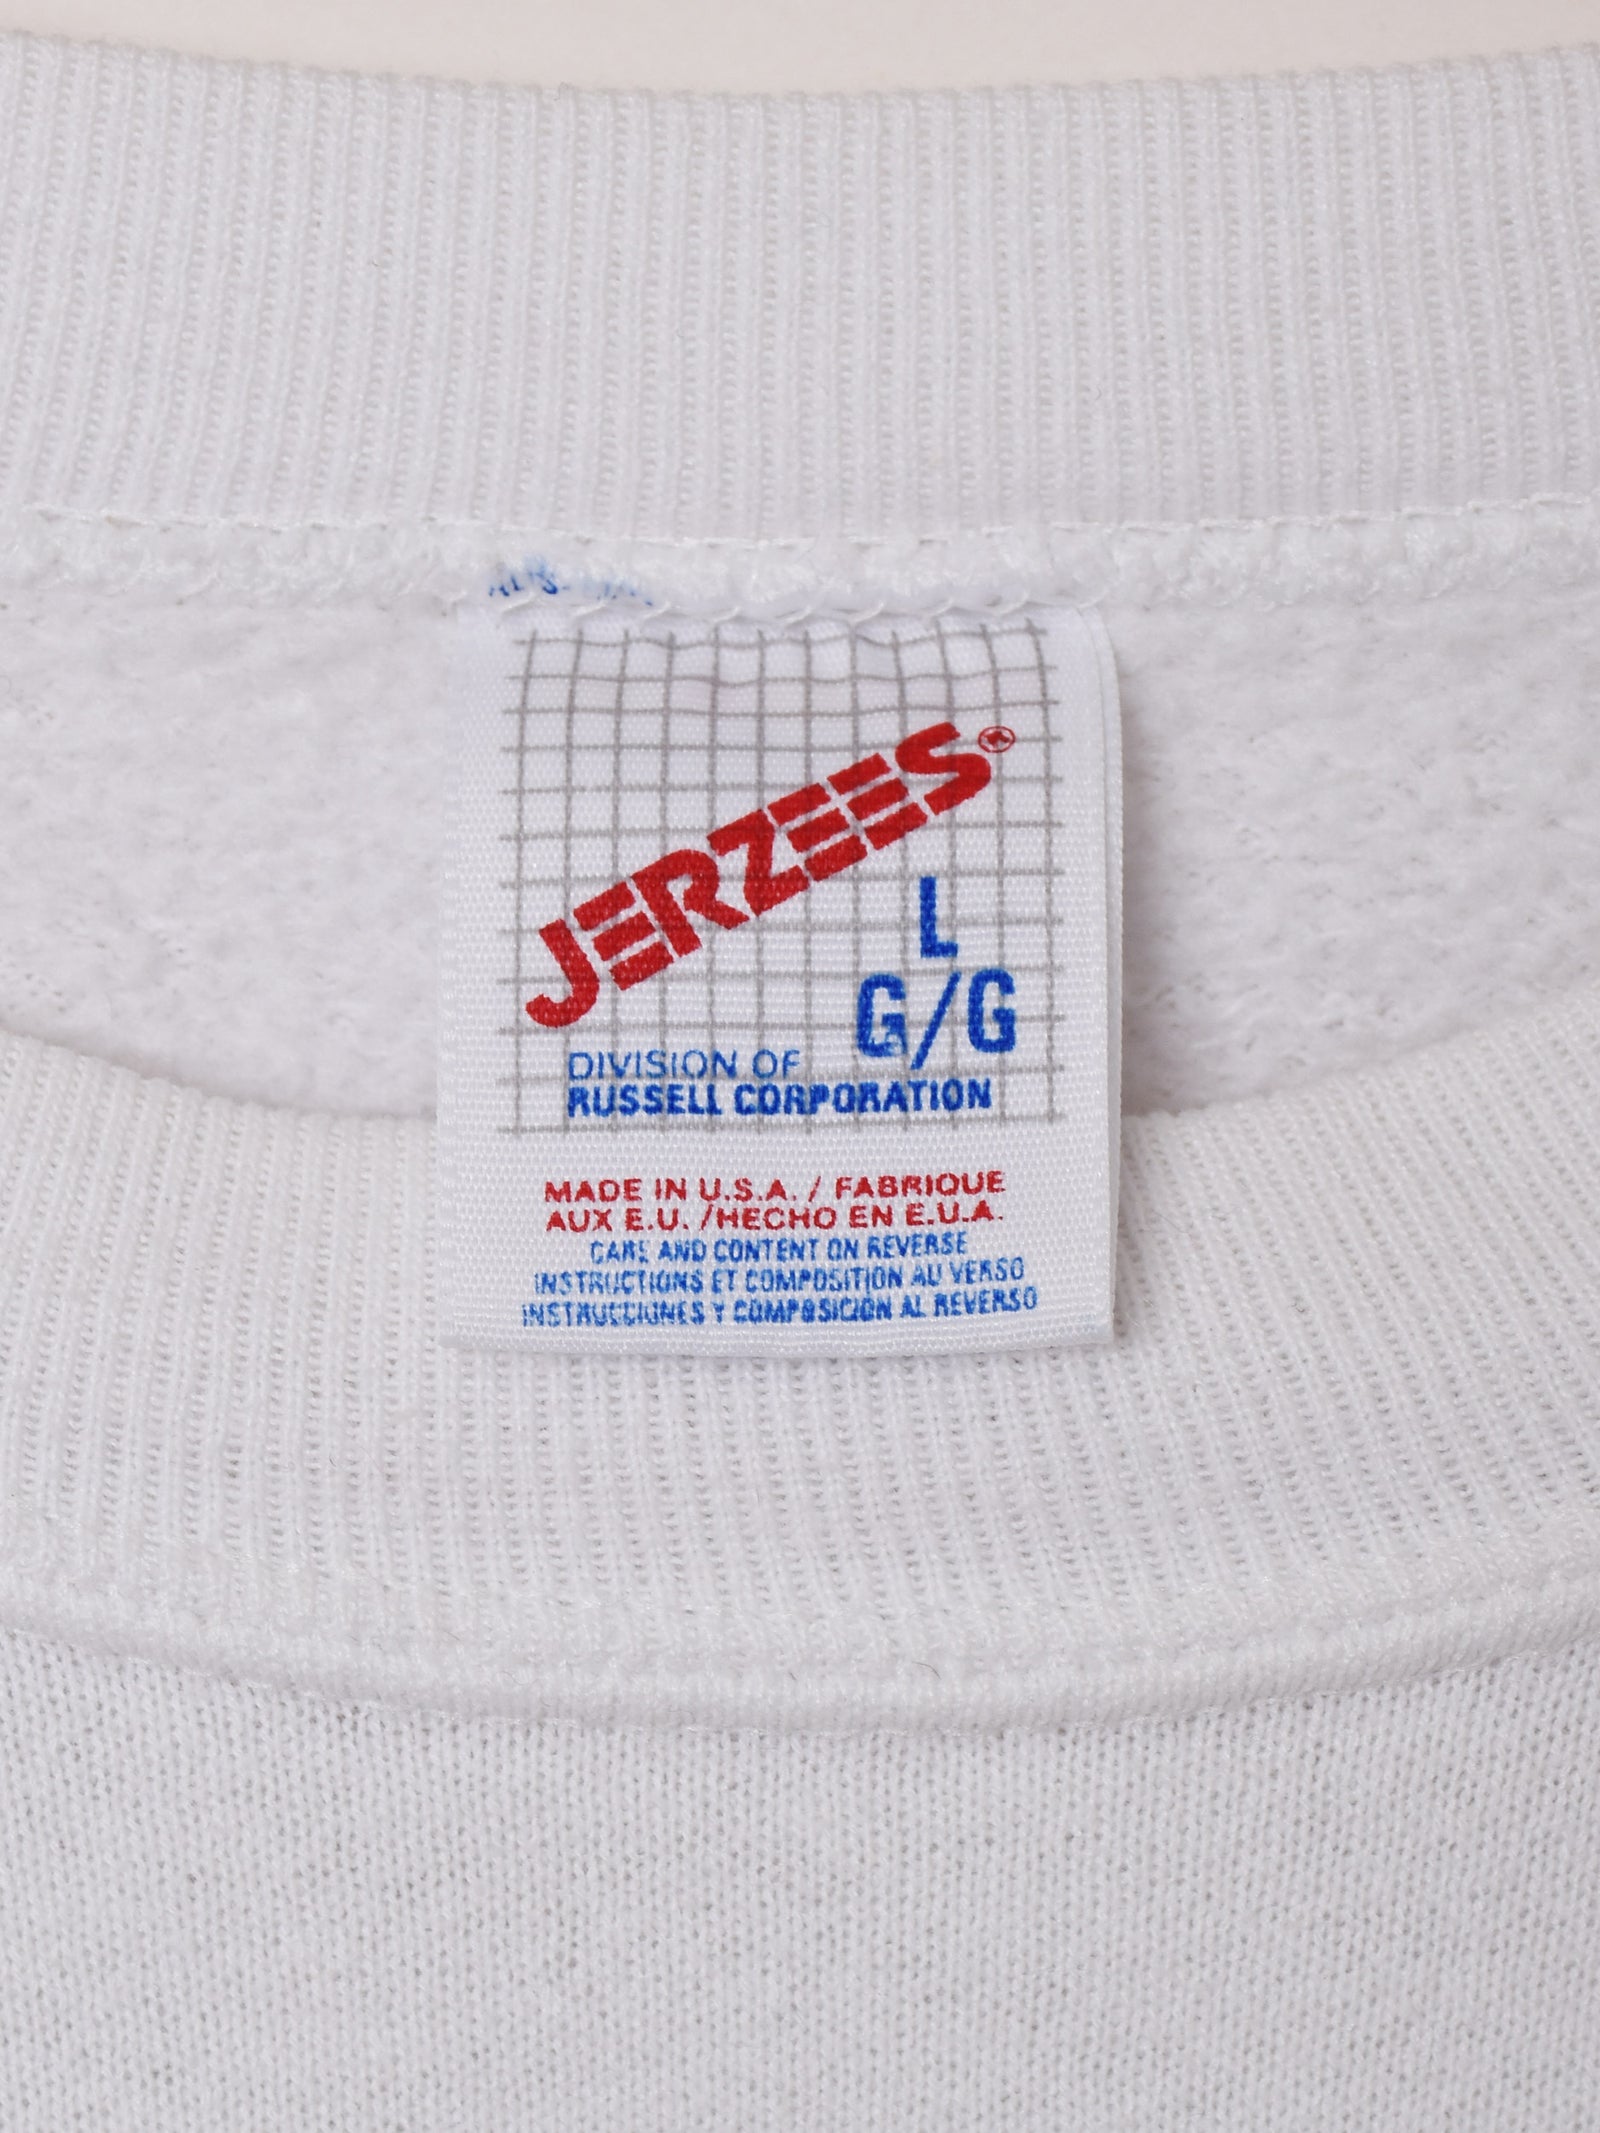 JERZEES®
L
G/G
DIVISION OF
RUSSELL CORPORATION
MADE IN U.S.A. / FABRIQUE
AUX E.U. /HECHO EN E.U.A.
CARE AND CONTENT ON REVERSE
INSTRUCTIONS ET COMPOSITION AU VERSO
INSTRUCCIONES Y COMPOSICION AL REVERSO